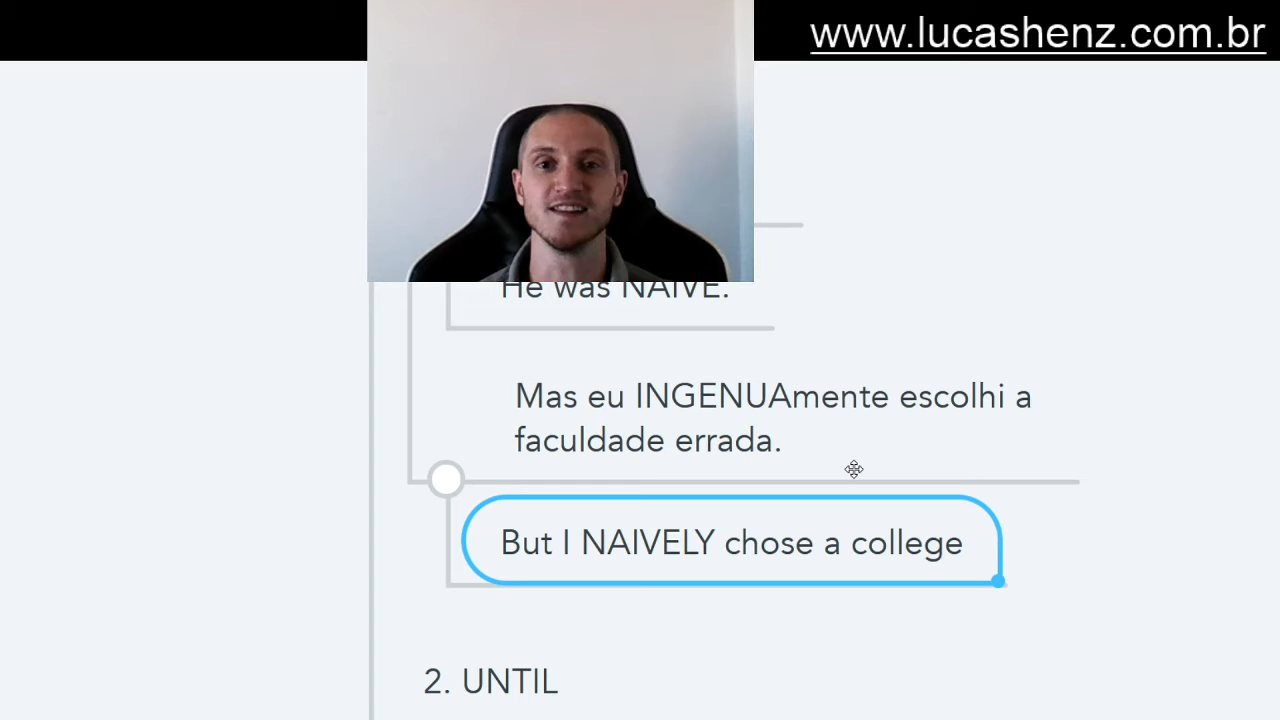 www.lucashenz.com.br
He was NAIVE.
Mas eu INGENUAmente escolhi a
faculdade errada.
But I NAIVELY chose a college
2. UNTIL